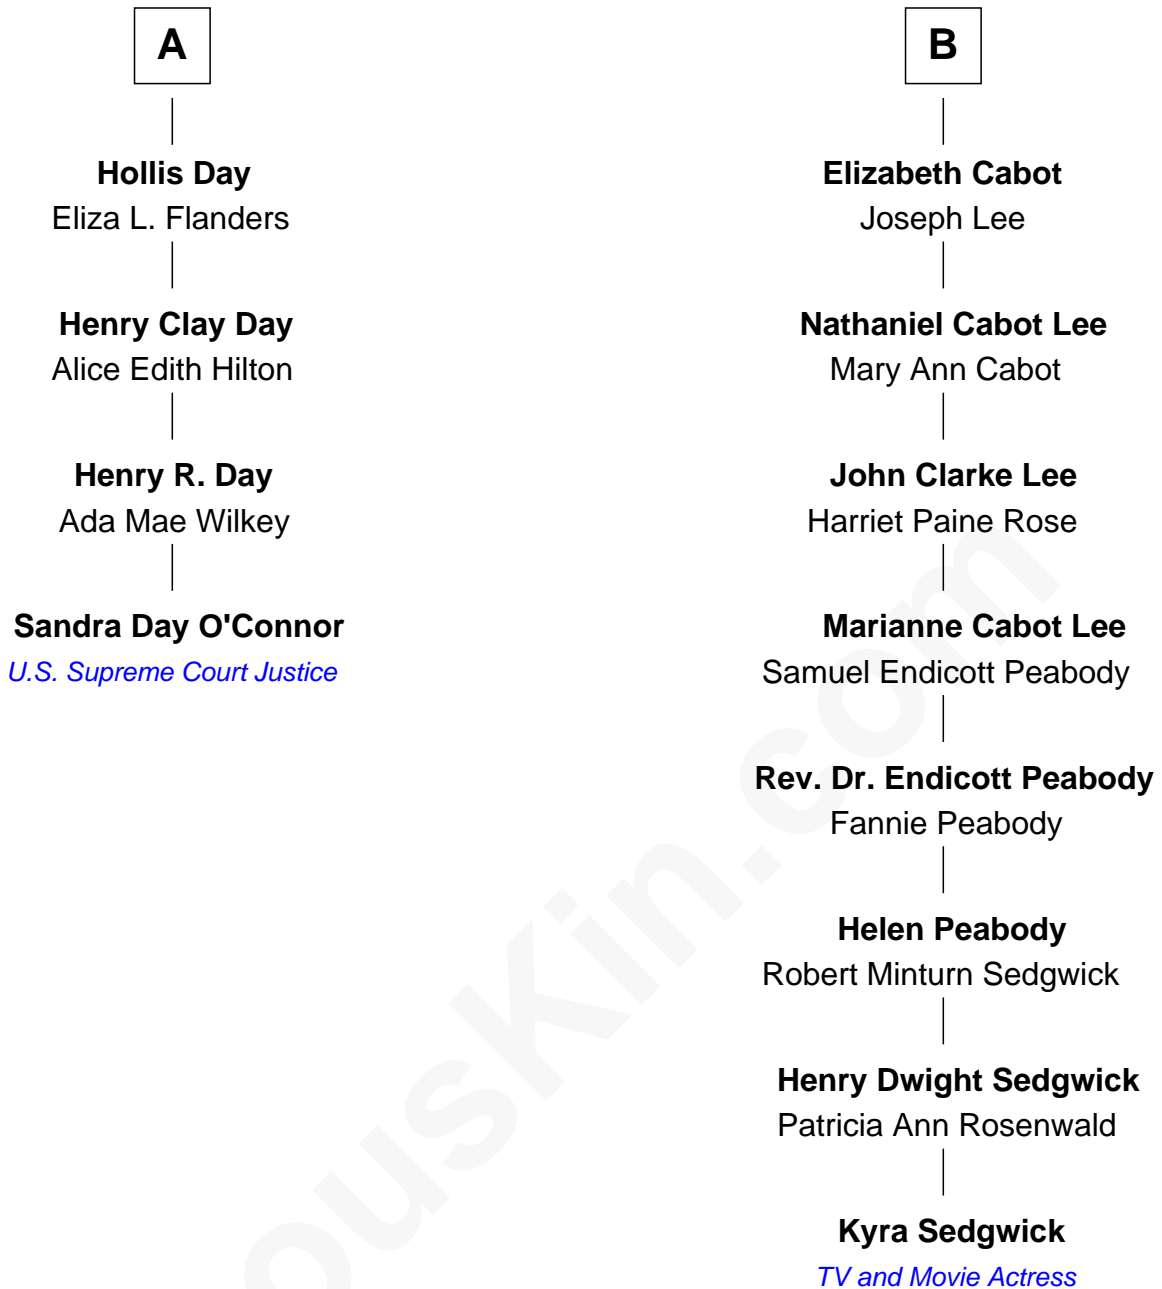 A
Hollis Day
Eliza L. Flanders
Henry Clay Day
Alice Edith Hilton
Henry R. Day
Ada Mae Wilkey
Sandra Day O'Connor
U.S. Supreme Court Justice
B
Elizabeth Cabot
Joseph Lee
Nathaniel Cabot Lee
Mary Ann Cabot
John Clarke Lee
Harriet Paine Rose
Marianne Cabot Lee
Samuel Endicott Peabody
Rev. Dr. Endicott Peabody
Fannie Peabody
Helen Peabody
Robert Minturn Sedgwick
Henry Dwight Sedgwick
Patricia Ann Rosenwald
Kyra Sedgwick
TV and Movie Actress
ousKin.com